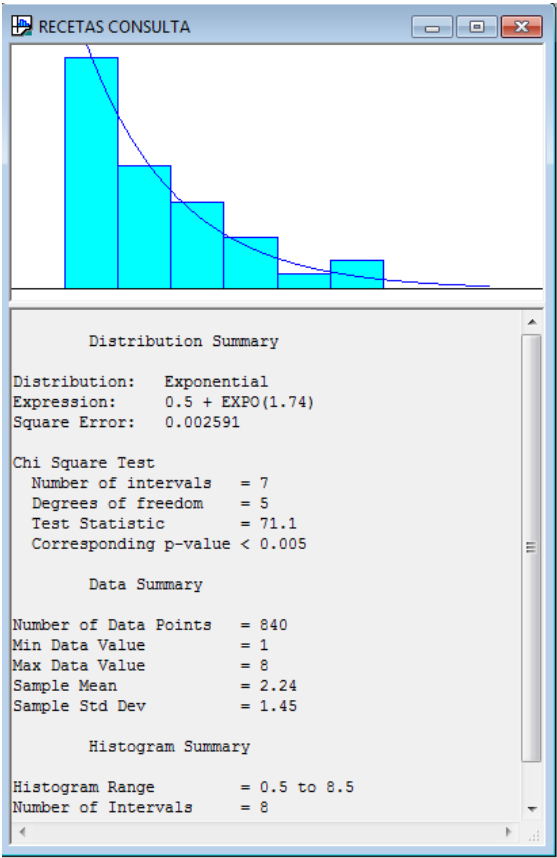 RECETAS CONSULTA
Distribution Summary
Distribution: Exponential
Expression: 0.5 + EXPO(1.74)
Square Error: 0.002591
Chi Square Test
Number of intervals = 7
Degrees of freedom = 5
Test Statistic = 71.1
Corresponding p-value < 0.005
Data Summary
Number of Data Points = 840
Min Data Value = 1
Max Data Value = 8
Sample Mean = 2.24
Sample Std Dev = 1.45
Histogram Summary
Histogram Range = 0.5 to 8.5
Number of Intervals = 8